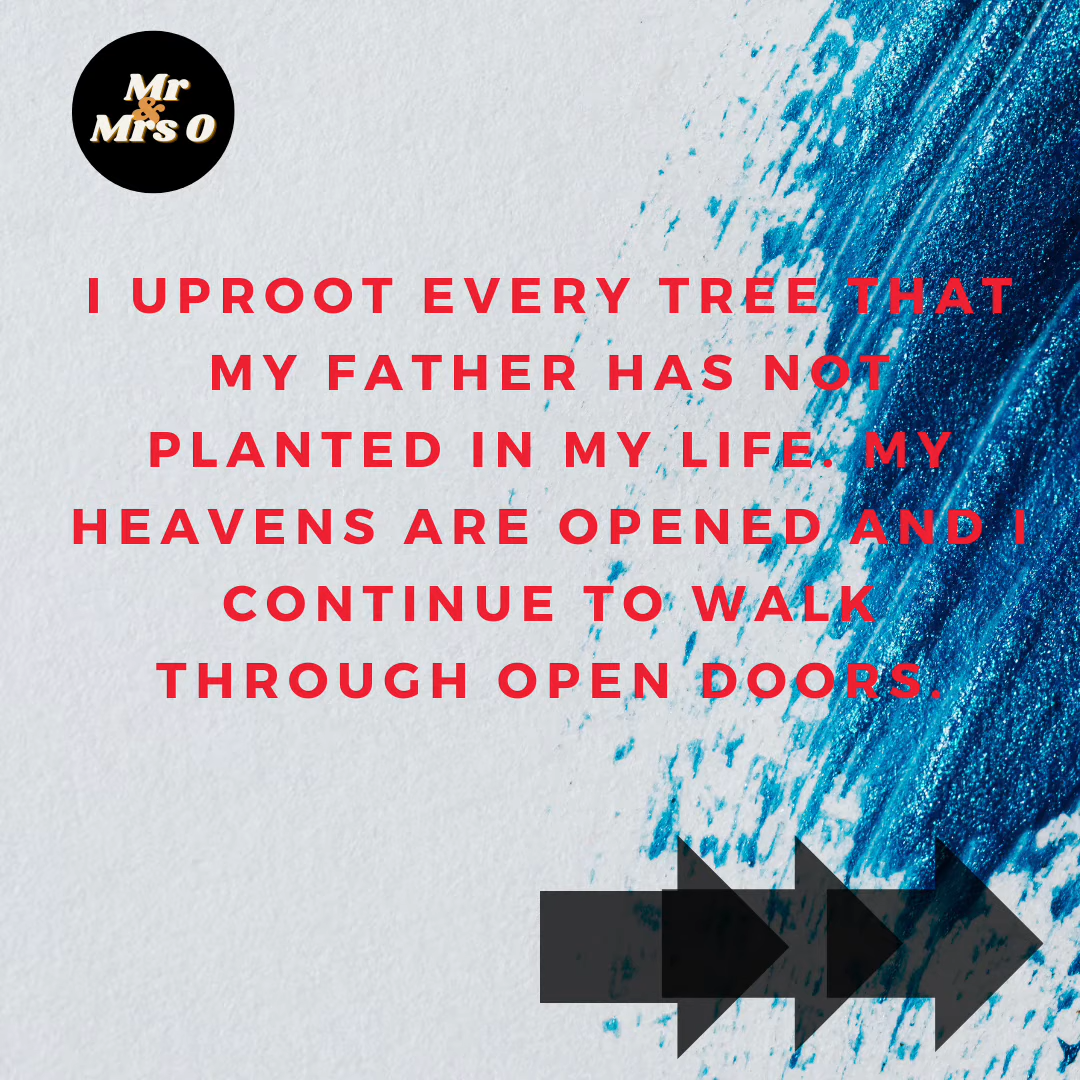 Mr
&
Mrs O
I UPROOT EVERY TREE THAT
MY FATHER HAS NOT
PLANTED IN MY LIFE. MY
HEAVENS ARE OPENED AND I
CONTINUE TO WALK
THROUGH OPEN DOORS.